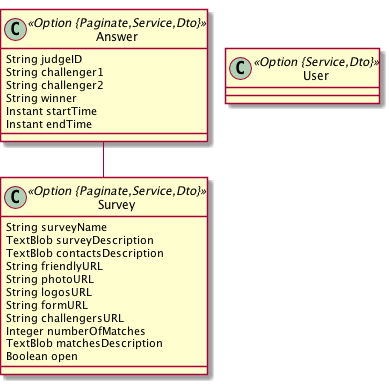 C «Option {Paginate,Service,Dto}»
Answer
String judgeID
String challenger1
String challenger2
String winner
Instant startTime
Instant endTime
C «Option {Service,Dto}»
User
C «Option {Paginate,Service,Dto}»
Survey
String surveyName
TextBlob surveyDescription
TextBlob contactsDescription
String friendlyURL
String photoURL
String logosURL
String formURL
String challengersURL
Integer numberOfMatches
TextBlob matchesDescription
Boolean open